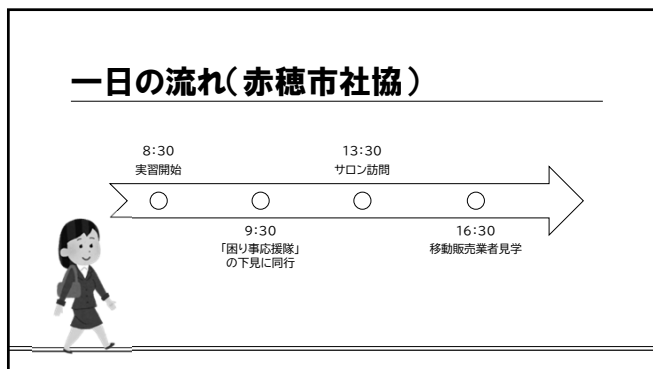 一日の流れ(赤穂市社協)
8:30
実習開始
9:30
「困り事応援隊」
の下見に同行
13:30
サロン訪問
16:30
移動販売業者見学